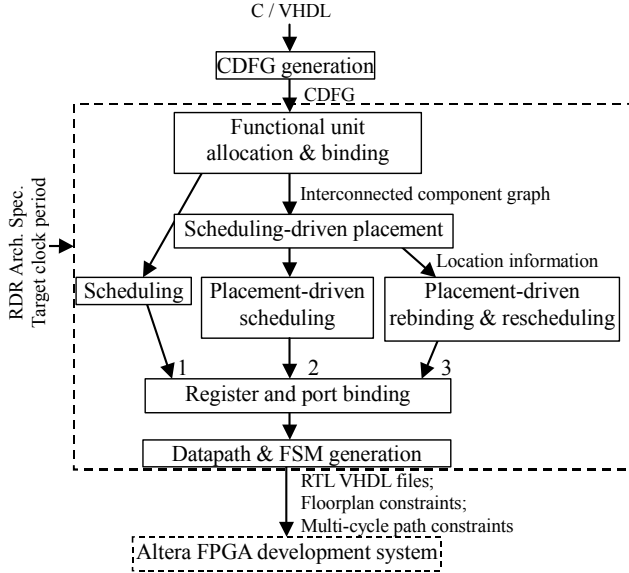 C / VHDL
CDFG generation
CDFG
Functional unit
allocation & binding
Interconnected component graph
RDR Arch. Spec.
Target clock period
Scheduling-driven placement
Location information
Scheduling
Placement-driven
scheduling
Placement-driven
rebinding & rescheduling
1
2
3
Register and port binding
Datapath & FSM generation
RTL VHDL files;
Floorplan constraints;
Multi-cycle path constraints
Altera FPGA development system